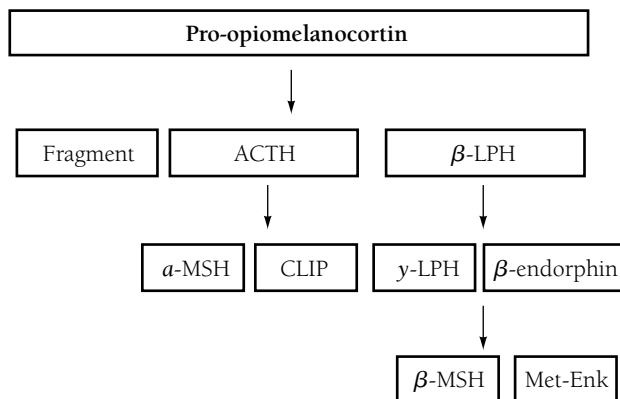 Pro-opiomelanocortin
Fragment ACTH β-LPH
a-MSH CLIP y-LPH β-endorphin
β-MSH Met-Enk